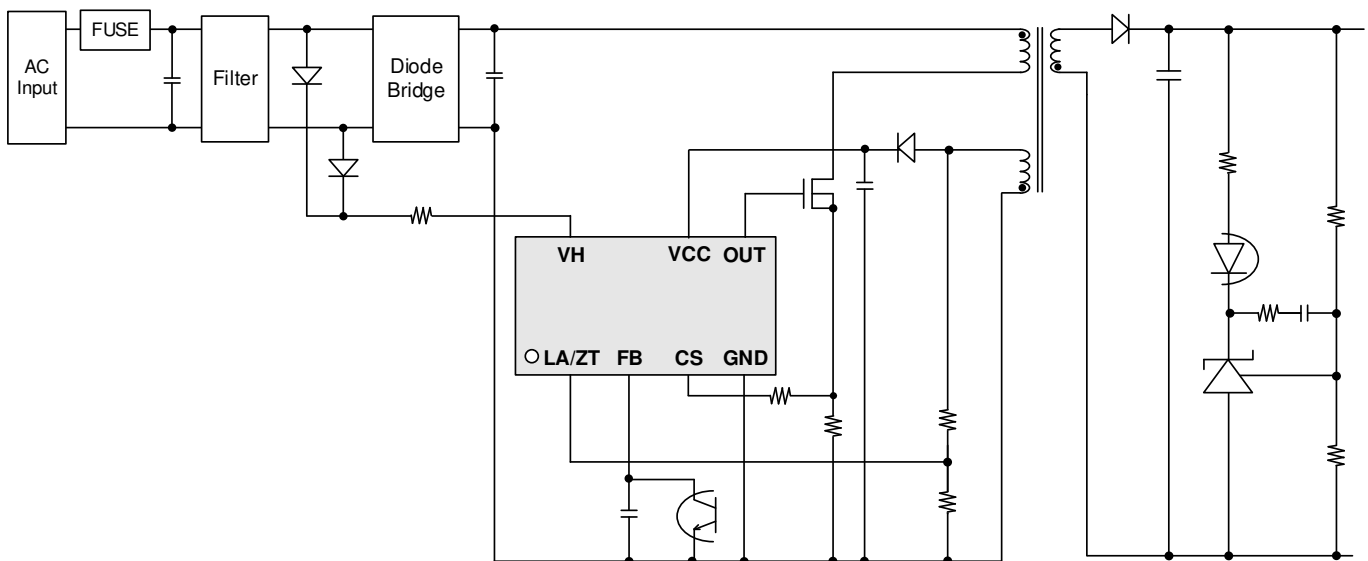 FUSE
AC
Input
Filter
Diode
Bridge
VH
VCC
OUT
LA/ZT
FB
CS
GND